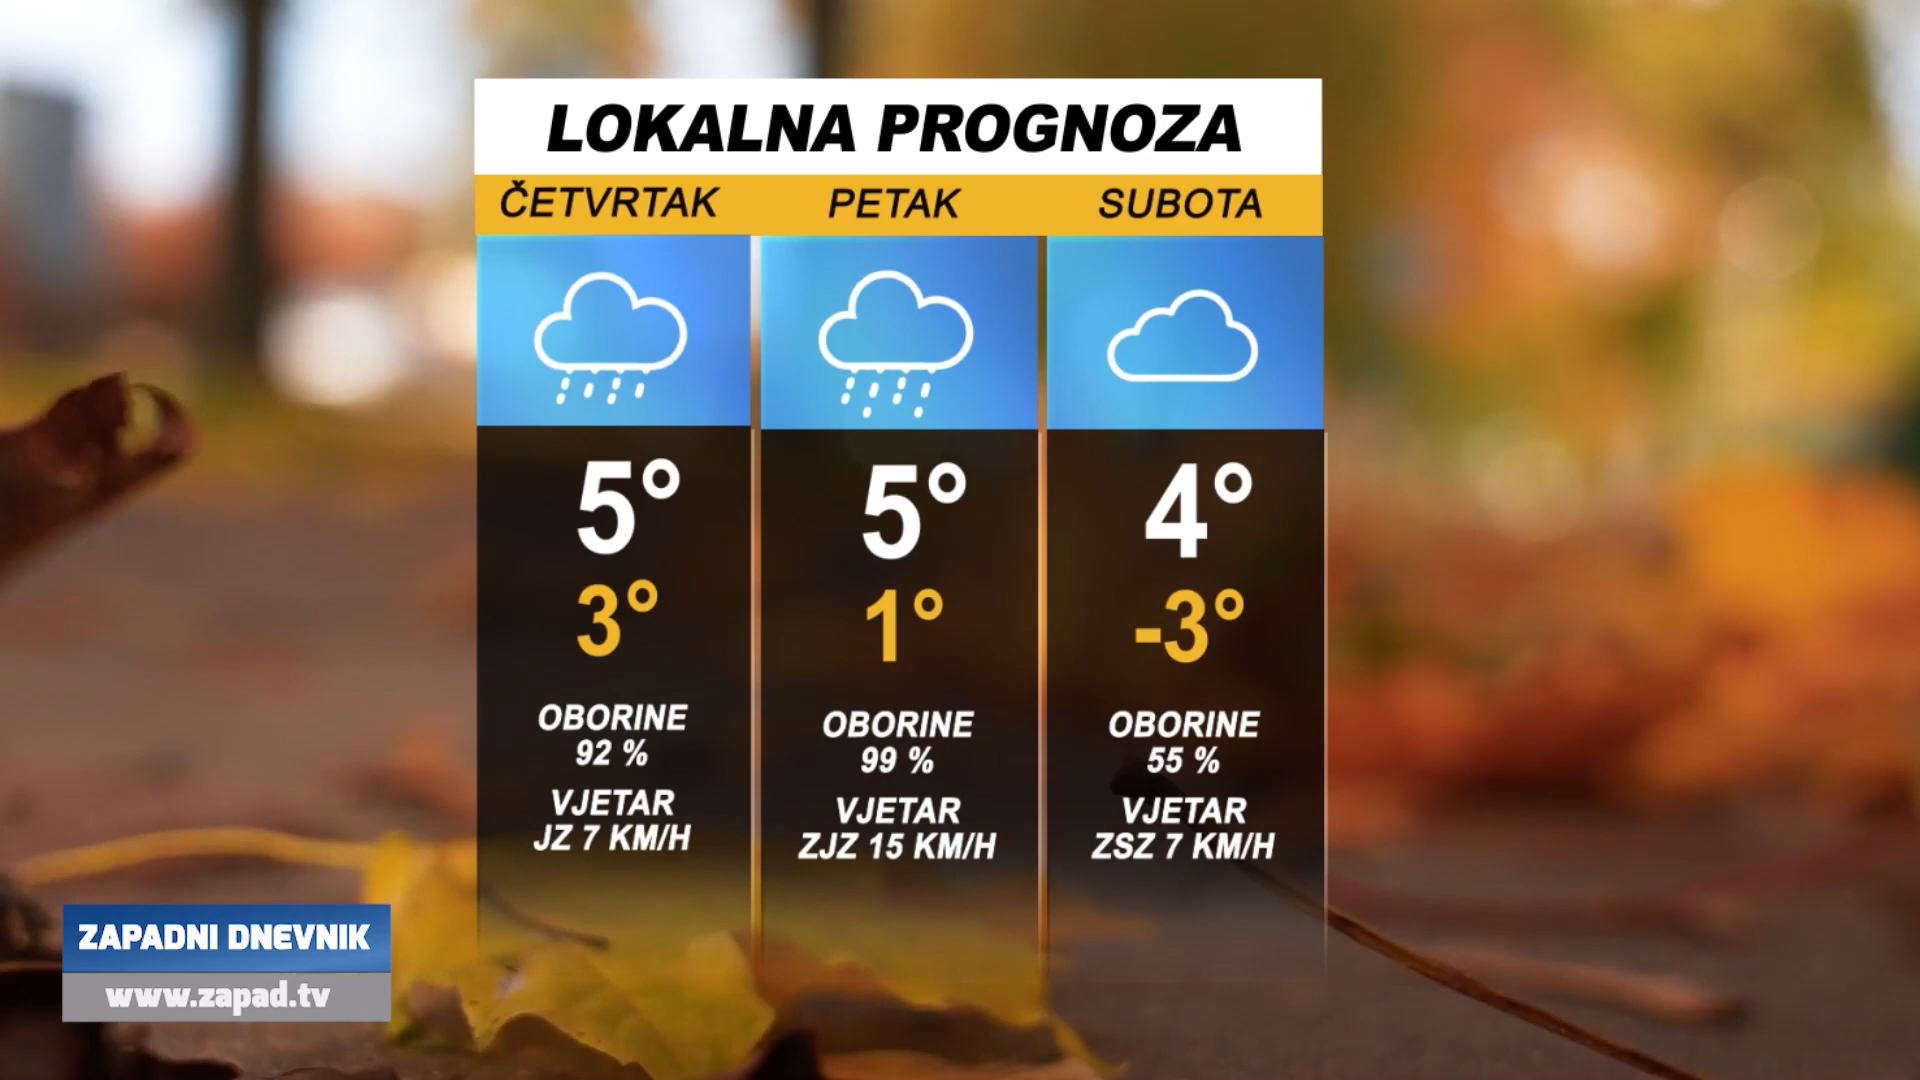 LOKALNA PROGNOZA
ČETVRTAK
5°
3°
OBORINE
92 %
VJETAR
JZ 7 KM/H
PETAK
5°
1°
OBORINE
99 %
VJETAR
ZJZ 15 KM/H
SUBOTA
4°
-3°
OBORINE
55 %
VJETAR
ZSZ 7 KM/H
ZAPADNI DNEVNIK
www.zapad.tv